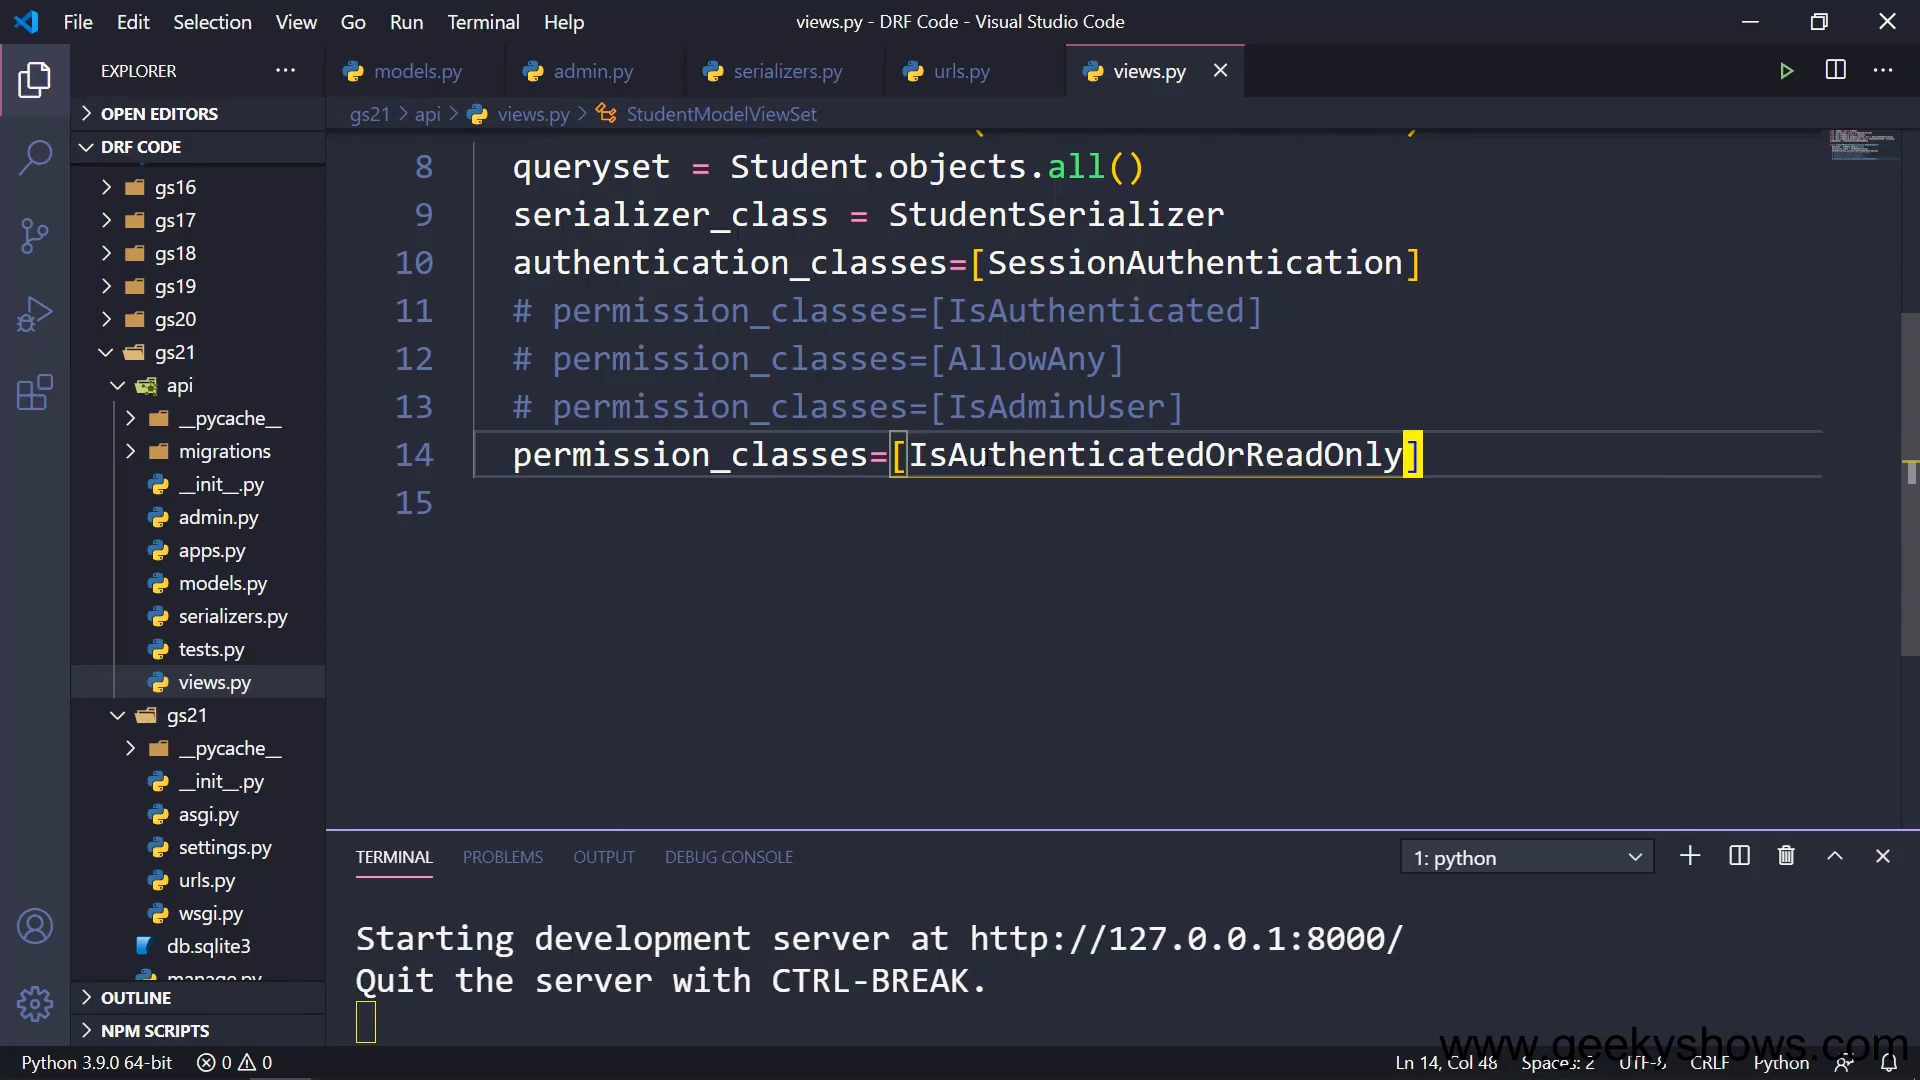 File Edit Selection View Go Run Terminal Help
views.py - DRF Code - Visual Studio Code
EXPLORER
models.py
admin.py
serializers.py
urls.py
views.py
OPEN EDITORS
gs21 > api > views.py > StudentModelViewSet
DRF CODE
gs16
gs17
gs18
gs19
gs20
gs21
api
__pycache__
migrations
__init__.py
admin.py
apps.py
models.py
serializers.py
tests.py
views.py
gs21
__pycache__
__init__.py
asgi.py
settings.py
urls.py
wsgi.py
db.sqlite3
manage.py
OUTLINE
NPM SCRIPTS
8 queryset = Student.objects.all()
9 serializer_class = StudentSerializer
10 authentication_classes=[SessionAuthentication]
11 # permission_classes=[IsAuthenticated]
12 # permission_classes=[AllowAny]
13 # permission_classes=[IsAdminUser]
14 permission_classes=[IsAuthenticatedOrReadOnly]
15
TERMINAL PROBLEMS OUTPUT DEBUG CONSOLE
1: python
Starting development server at http://127.0.0.1:8000/
Quit the server with CTRL-BREAK.
www.geekyshows.com
Python 3.9.0 64-bit 0 0
Ln 14, Col 48 Spaces: 2 UTF-8 CRLF Python